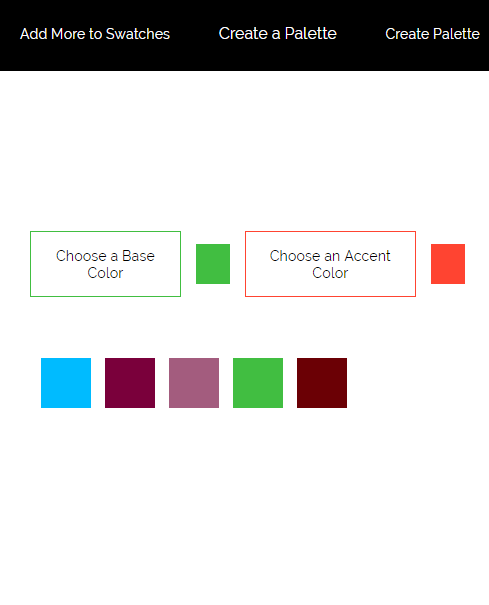 Add More to Swatches
Create a Palette
Create Palette
Choose a Base
Color
Choose an Accent
Color